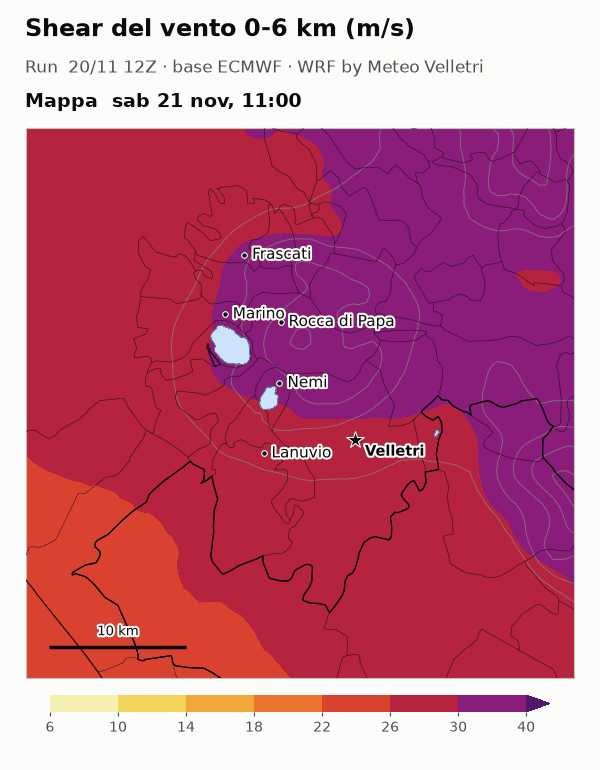 Shear del vento 0-6 km (m/s)
Run  20/11 12Z · base ECMWF · WRF by Meteo Velletri
Mappa  sab 21 nov, 11:00
Frascati
Marino
Rocca di Papa
Nemi
Velletri
Lanuvio
10 km
6 10 14 18 22 26 30 40